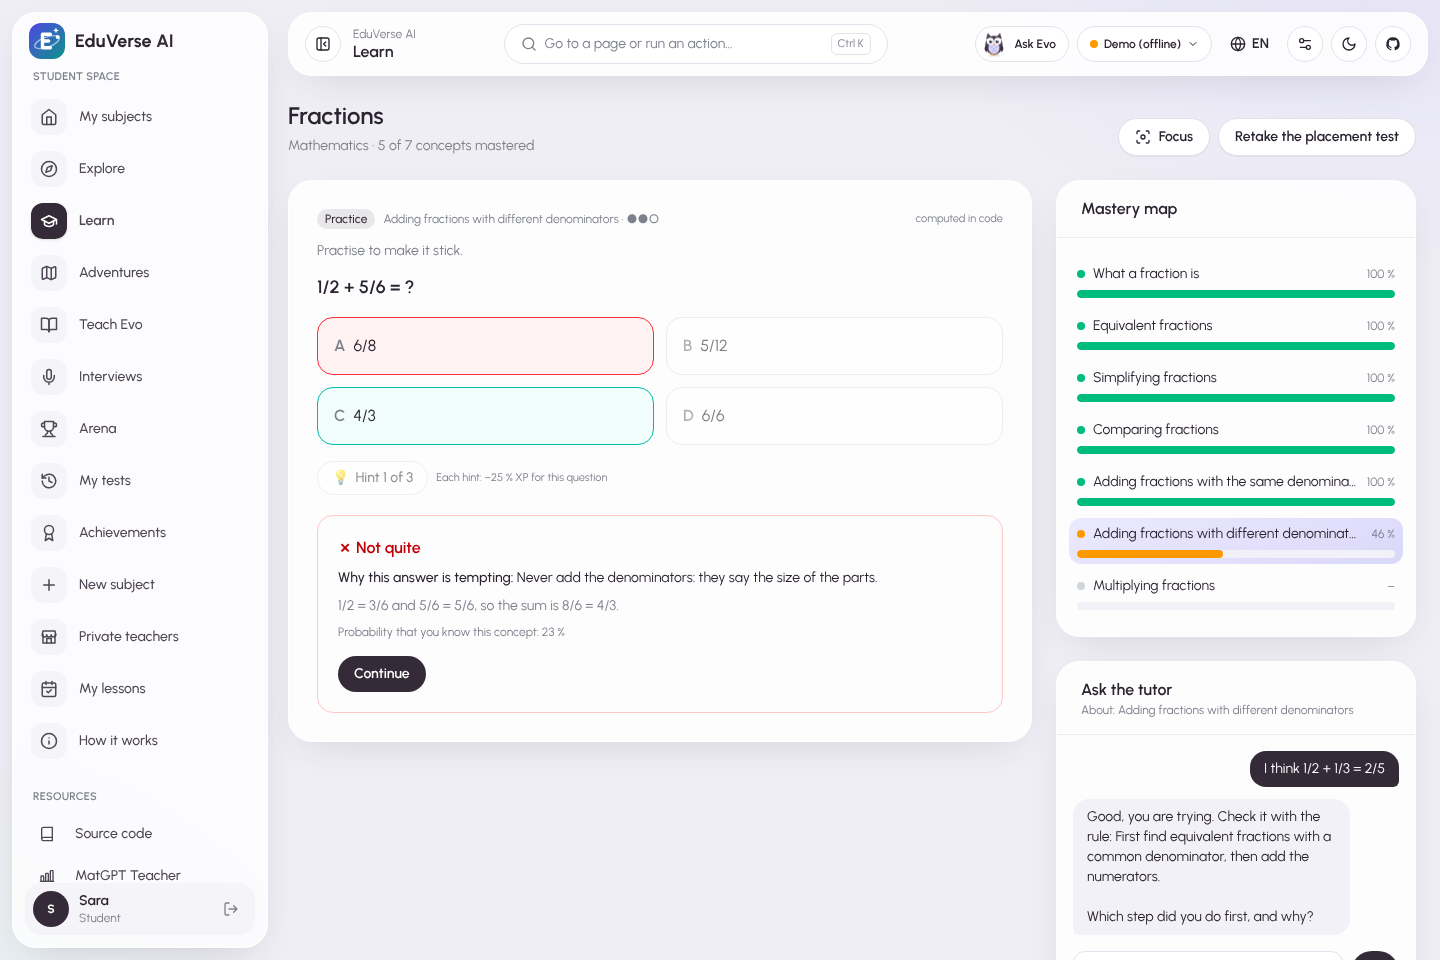 EduVerse AI
STUDENT SPACE
My subjects
Explore
Learn
Adventures
Teach Evo
Interviews
Arena
My tests
Achievements
New subject
Private teachers
My lessons
How it works
RESOURCES
Source code
MatGPT Teacher
S
Sara
Student
EduVerse AI
Learn
Go to a page or run an action...
Ctrl K
Ask Evo
Demo (offline)
EN
Fractions
Mathematics · 5 of 7 concepts mastered
Focus
Retake the placement test
Practice
Adding fractions with different denominators · ●●○
computed in code
Practise to make it stick.
1/2 + 5/6 = ?
A 6/8
B 5/12
C 4/3
D 6/6
💡 Hint 1 of 3
Each hint: −25 % XP for this question
× Not quite
Why this answer is tempting: Never add the denominators: they say the size of the parts.
1/2 = 3/6 and 5/6 = 5/6, so the sum is 8/6 = 4/3.
Probability that you know this concept: 23 %
Continue
Mastery map
What a fraction is 100 %
Equivalent fractions 100 %
Simplifying fractions 100 %
Comparing fractions 100 %
Adding fractions with the same denomina... 100 %
Adding fractions with different denominat... 46 %
Multiplying fractions –
Ask the tutor
About: Adding fractions with different denominators
I think 1/2 + 1/3 = 2/5
Good, you are trying. Check it with the
rule: First find equivalent fractions with a
common denominator, then add the
numerators.
Which step did you do first, and why?